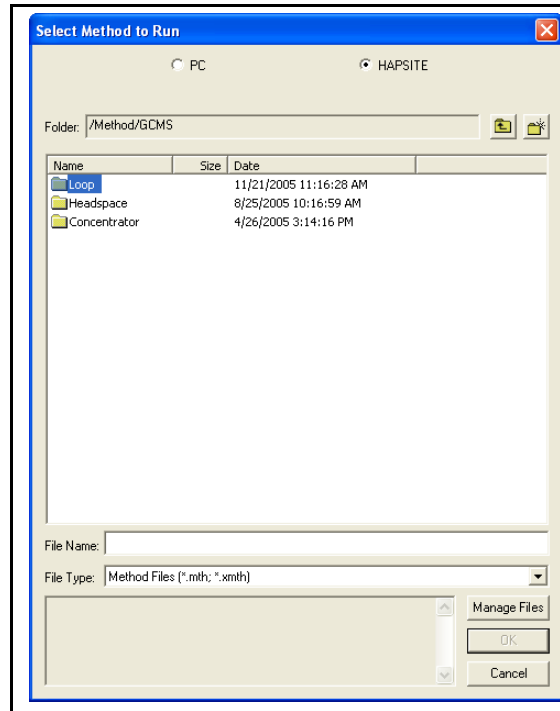 Select Method to Run
PC HAPSITE
Folder: /Method/GCMS
Name Size Date
Loop 11/21/2005 11:16:28 AM
Headspace 8/25/2005 10:16:59 AM
Concentrator 4/26/2005 3:14:16 PM
File Name:
File Type: Method Files (*.mth; *.xmth)
Manage Files
OK
Cancel